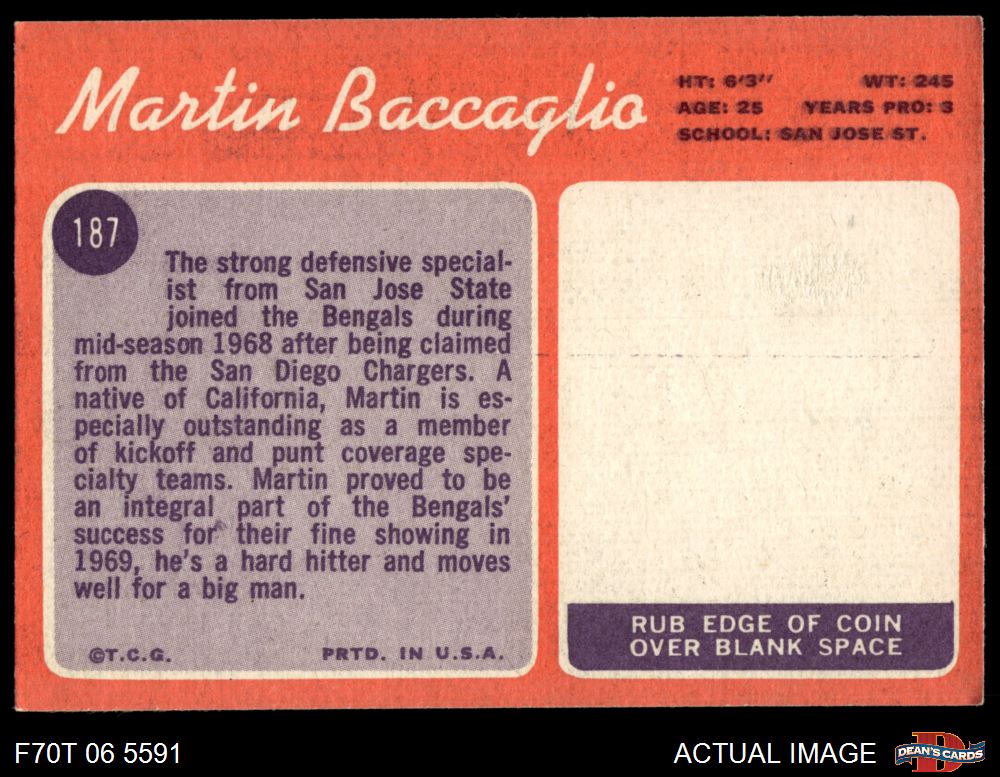 Martin Baccaglio
HT: 6'3" WT: 245
AGE: 25 YEARS PRO: 3
SCHOOL: SAN JOSE ST.
187
The strong defensive special-
ist from San Jose State
joined the Bengals during
mid-season 1968 after being claimed
from the San Diego Chargers. A
native of California, Martin is es-
pecially outstanding as a member
of kickoff and punt coverage spe-
cialty teams. Martin proved to be
an integral part of the Bengals'
success for their fine showing in
1969, he's a hard hitter and moves
well for a big man.
©T.C.G. PRTD. IN U.S.A.
RUB EDGE OF COIN
OVER BLANK SPACE
F70T 06 5591
ACTUAL IMAGE
D
DEAN'S CARDS